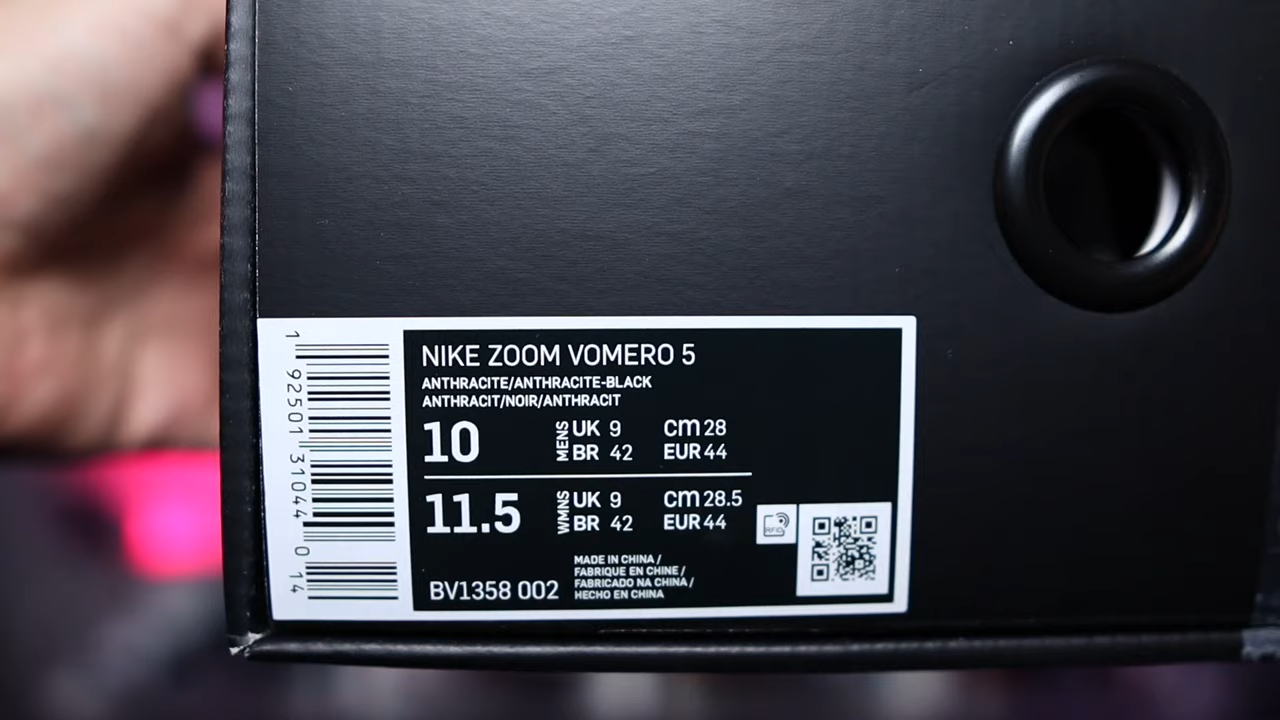 1 92501 31044 0 14
NIKE ZOOM VOMERO 5
ANTHRACITE/ANTHRACITE-BLACK
ANTHRACIT/NOIR/ANTHRACIT
10 MENS UK 9 CM 28
BR 42 EUR 44
11.5 WMNS UK 9 CM 28.5
BR 42 EUR 44
RFID
BV1358 002
MADE IN CHINA /
FABRIQUE EN CHINE /
FABRICADO NA CHINA /
HECHO EN CHINA